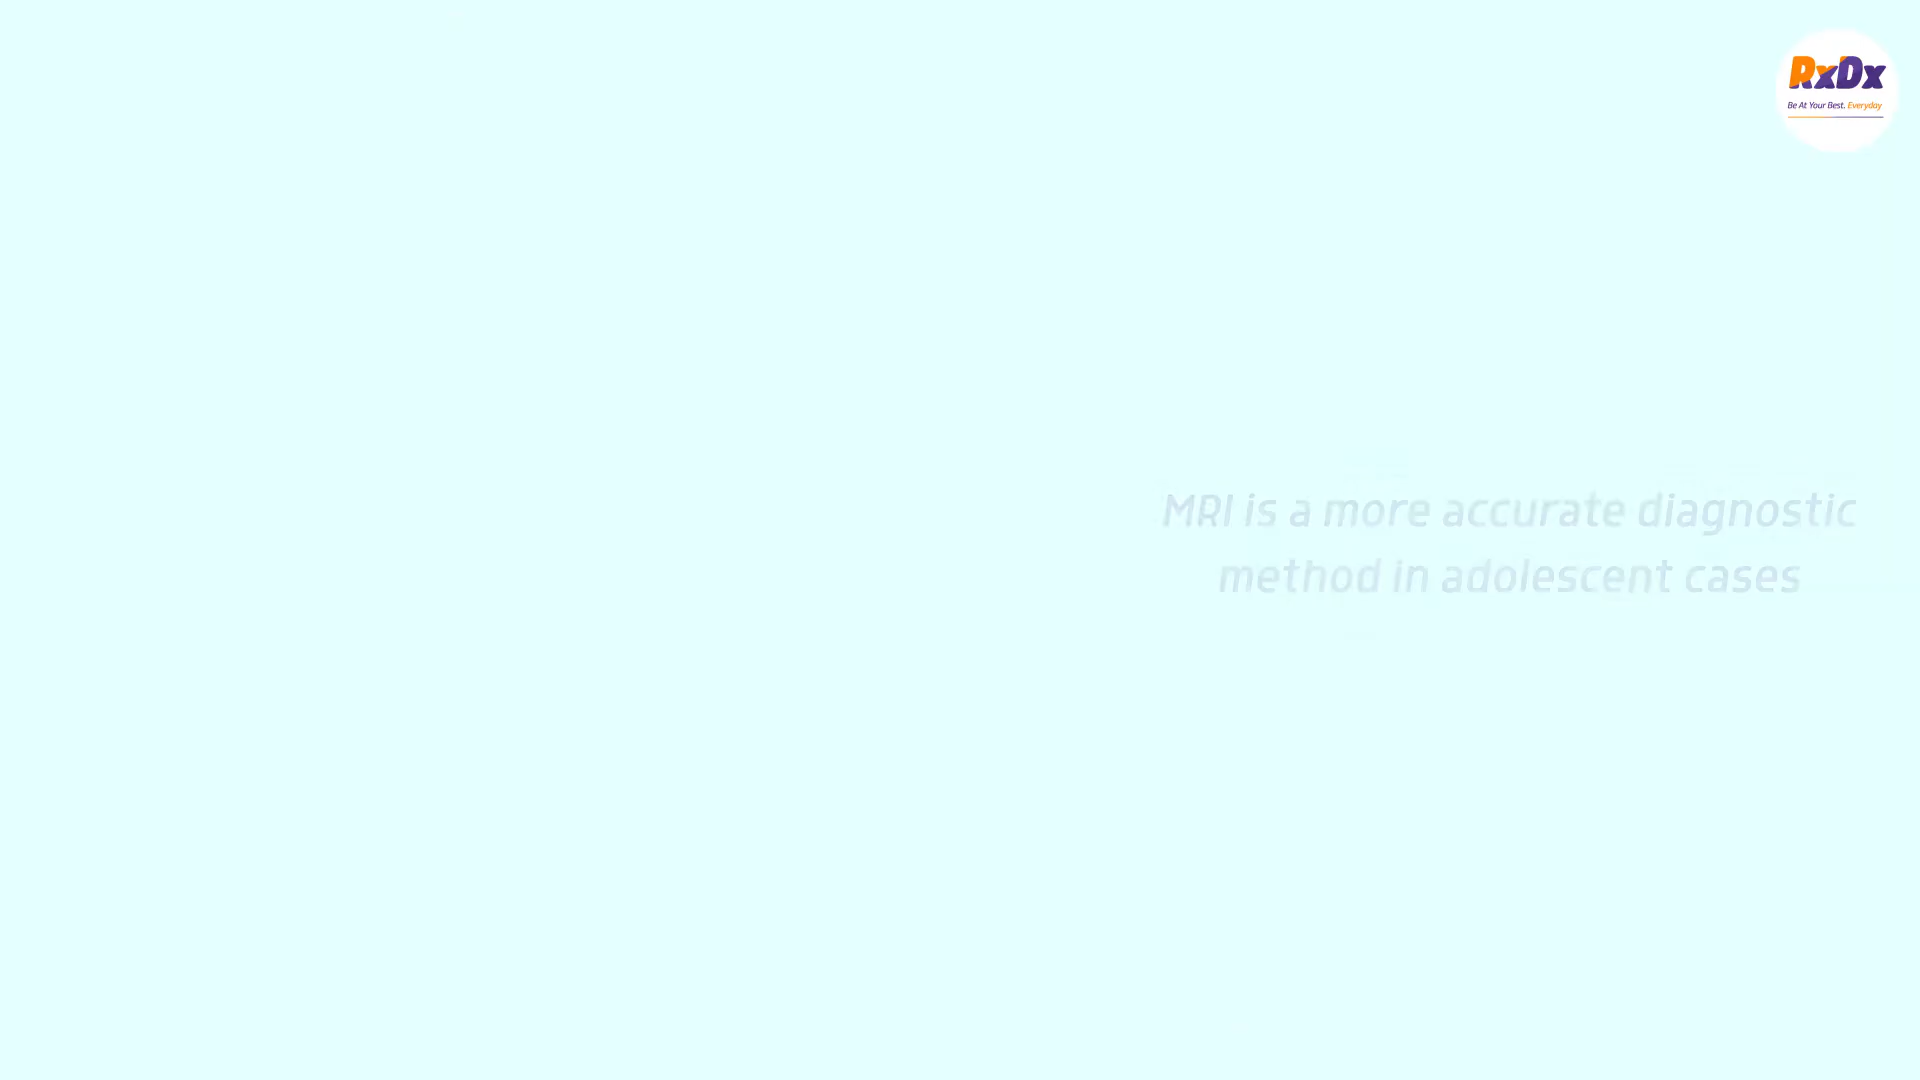 RxDx
Be At Your Best. Everyday
MRI is a more accurate diagnostic
method in adolescent cases